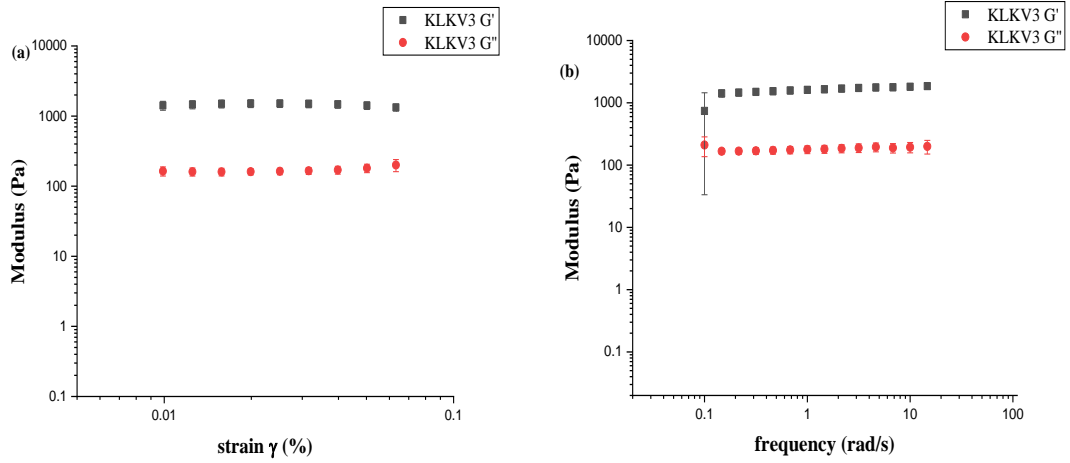 KLKV3 G'
KLKV3 G"
(a)
10000
1000
100
10
1
0.1
Modulus (Pa)
0.01
0.1
strain γ (%)
KLKV3 G'
KLKV3 G"
(b)
10000
1000
100
10
1
0.1
Modulus (Pa)
0.1
1
10
100
frequency (rad/s)